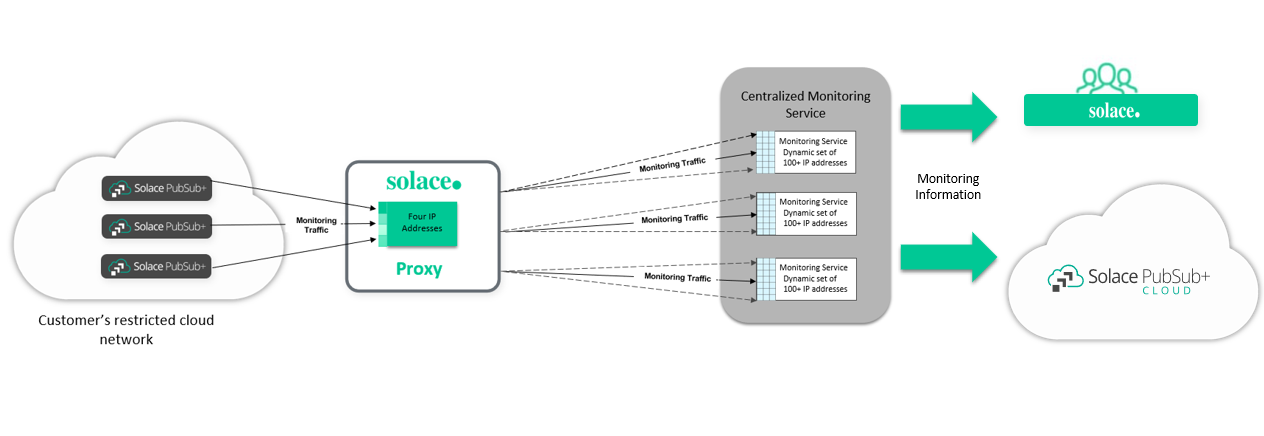 Solace PubSub+
Solace PubSub+
Solace PubSub+
Customer's restricted cloud
network
Monitoring
Traffic
solace.
Four IP
Addresses
Proxy
Monitoring Traffic
Monitoring Traffic
Monitoring Traffic
Centralized Monitoring
Service
Monitoring Service
Dynamic set of
100+ IP addresses
Monitoring Service
Dynamic set of
100+ IP addresses
Monitoring Service
Dynamic set of
100+ IP addresses
Monitoring
Information
solace.
Solace PubSub+
CLOUD